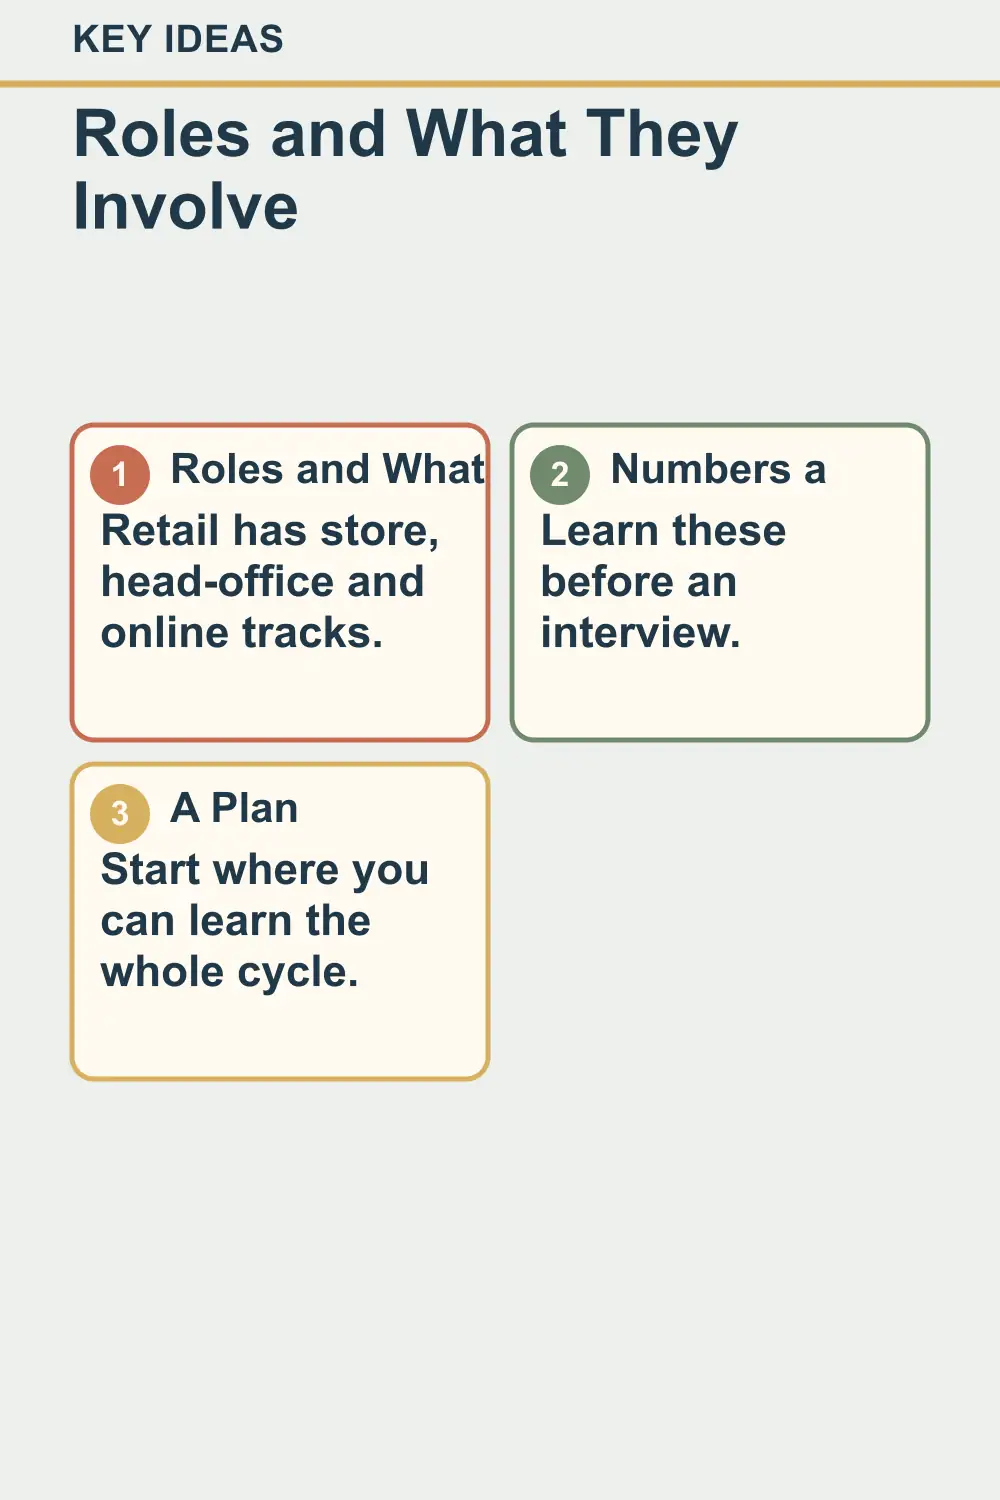 KEY IDEAS
Roles and What They
Involve
1 Roles and What
Retail has store,
head-office and
online tracks.
2 Numbers a
Learn these
before an
interview.
3 A Plan
Start where you
can learn the
whole cycle.